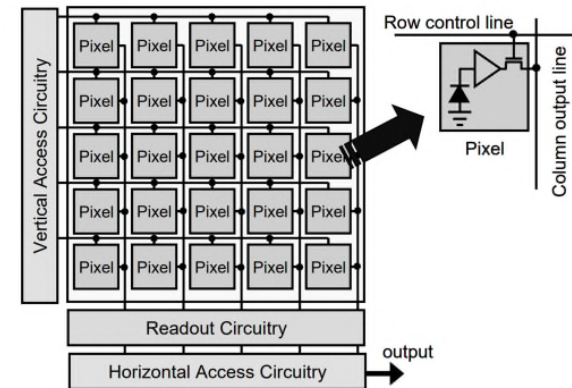 Vertical Access Circuitry
Pixel Pixel Pixel Pixel Pixel
Pixel Pixel Pixel Pixel Pixel
Pixel Pixel Pixel Pixel Pixel
Pixel Pixel Pixel Pixel Pixel
Pixel Pixel Pixel Pixel Pixel
Readout Circuitry
Horizontal Access Circuitry
output
Row control line
Pixel
Column output line